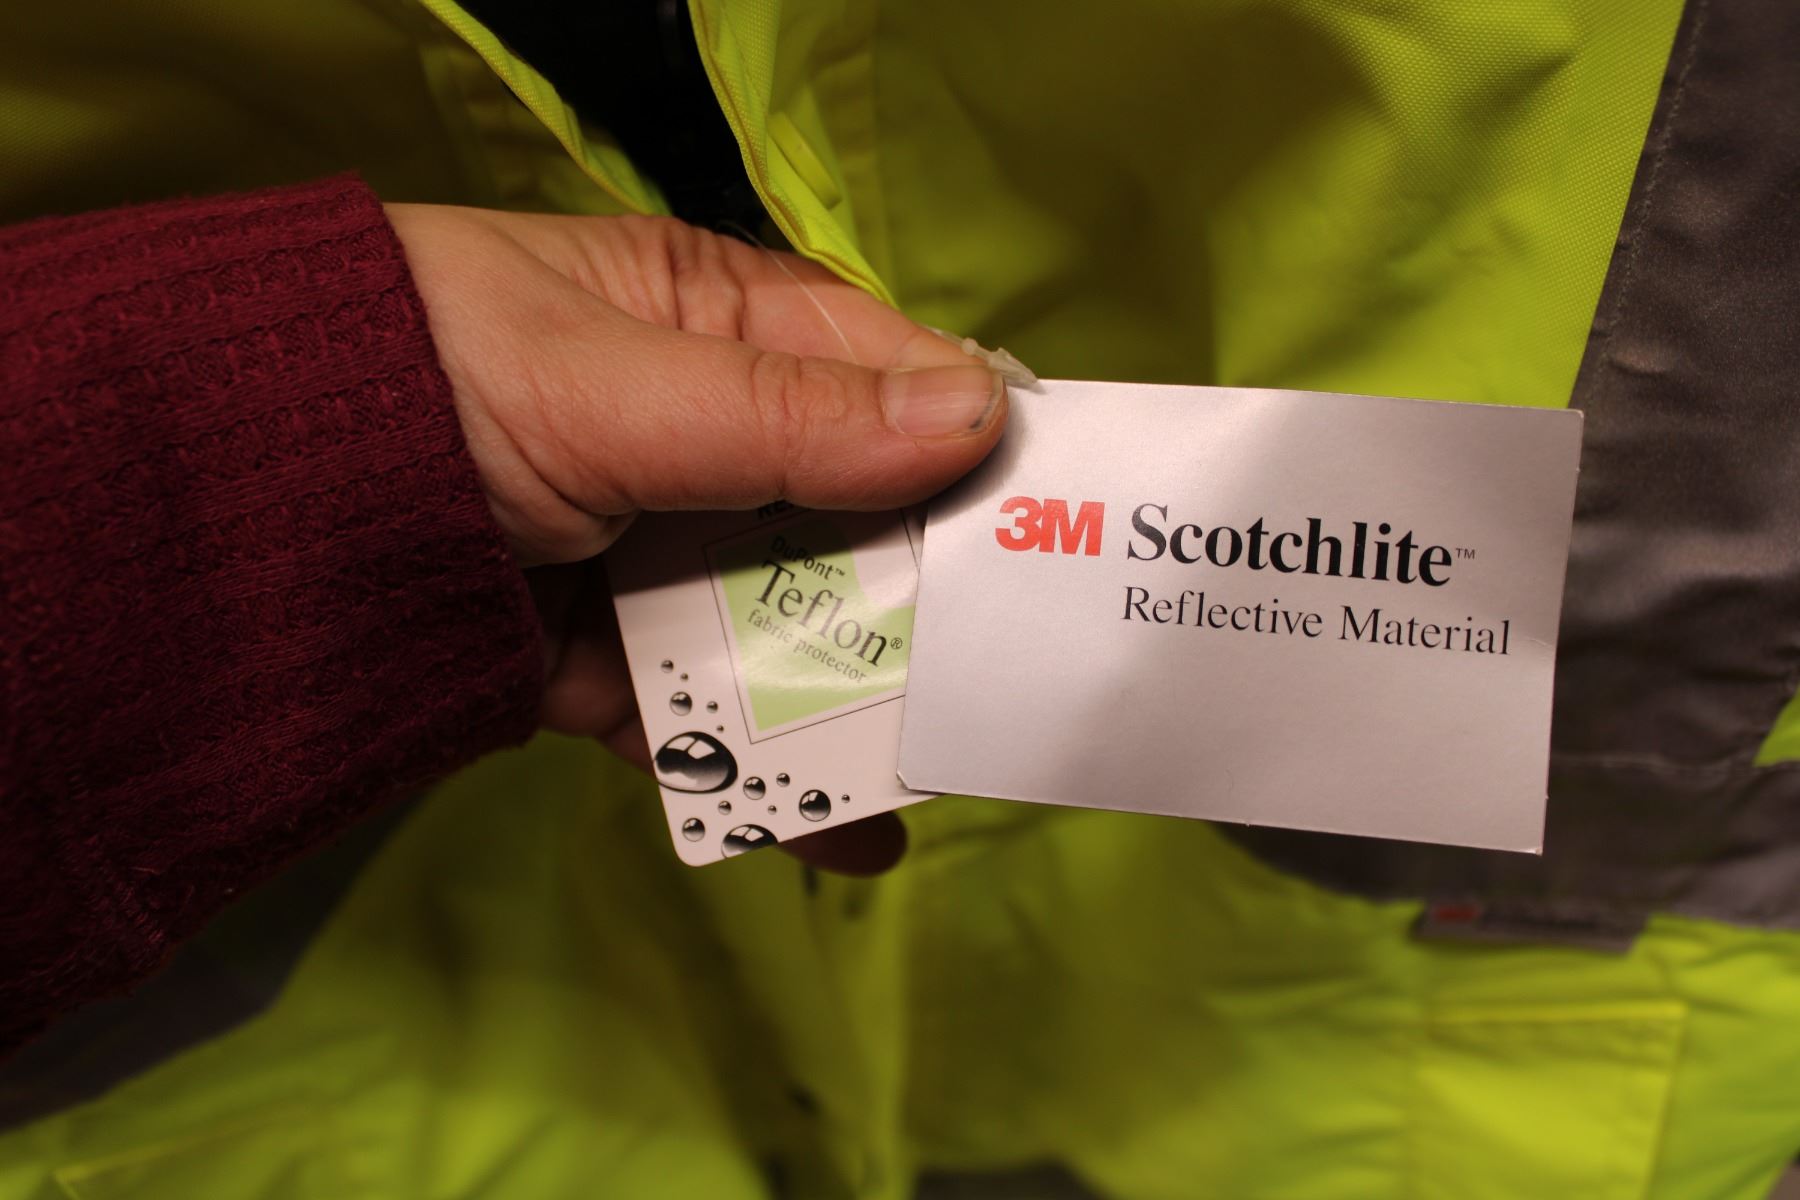 3M Scotchlite™
Reflective Material
DuPont™
Teflon®
fabric protector